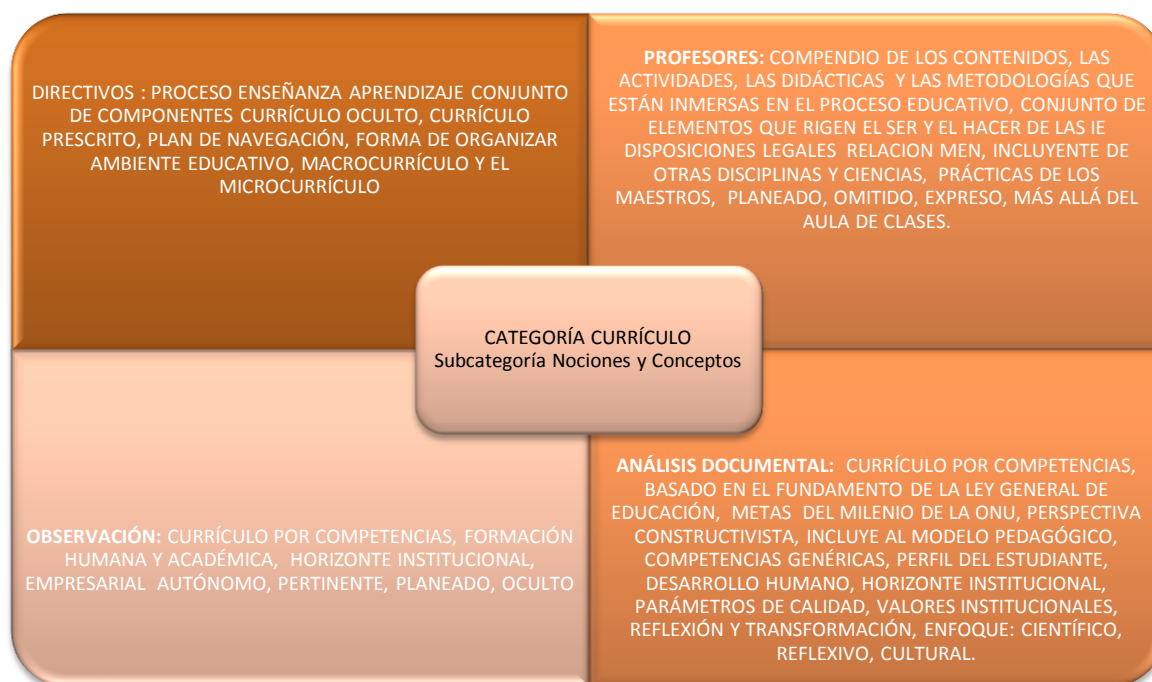 DIRECTIVOS : PROCESO ENSEÑANZA APRENDIZAJE CONJUNTO
DE COMPONENTES CURRÍCULO OCULTO, CURRÍCULO
PRESCRITO, PLAN DE NAVEGACIÓN, FORMA DE ORGANIZAR
AMBIENTE EDUCATIVO, MACROCURRÍCULO Y EL
MICROCURRÍCULO
PROFESORES: COMPENDIO DE LOS CONTENIDOS, LAS
ACTIVIDADES, LAS DIDÁCTICAS Y LAS METODOLOGÍAS QUE
ESTÁN INMERSAS EN EL PROCESO EDUCATIVO, CONJUNTO DE
ELEMENTOS QUE RIGEN EL SER Y EL HACER DE LAS IE
DISPOSICIONES LEGALES RELACION MEN, INCLUYENTE DE
OTRAS DISCIPLINAS Y CIENCIAS, PRÁCTICAS DE LOS
MAESTROS, PLANEADO, OMITIDO, EXPRESO, MÁS ALLÁ DEL
AULA DE CLASES.
CATEGORÍA CURRÍCULO
Subcategoría Nociones y Conceptos
OBSERVACIÓN: CURRÍCULO POR COMPETENCIAS, FORMACIÓN
HUMANA Y ACADÉMICA, HORIZONTE INSTITUCIONAL,
EMPRESARIAL AUTÓNOMO, PERTINENTE, PLANEADO, OCULTO
ANÁLISIS DOCUMENTAL: CURRÍCULO POR COMPETENCIAS,
BASADO EN EL FUNDAMENTO DE LA LEY GENERAL DE
EDUCACIÓN, METAS DEL MILENIO DE LA ONU, PERSPECTIVA
CONSTRUCTIVISTA, INCLUYE AL MODELO PEDAGÓGICO,
COMPETENCIAS GENÉRICAS, PERFIL DEL ESTUDIANTE,
DESARROLLO HUMANO, HORIZONTE INSTITUCIONAL,
PARÁMETROS DE CALIDAD, VALORES INSTITUCIONALES,
REFLEXIÓN Y TRANSFORMACIÓN, ENFOQUE: CIENTÍFICO,
REFLEXIVO, CULTURAL.